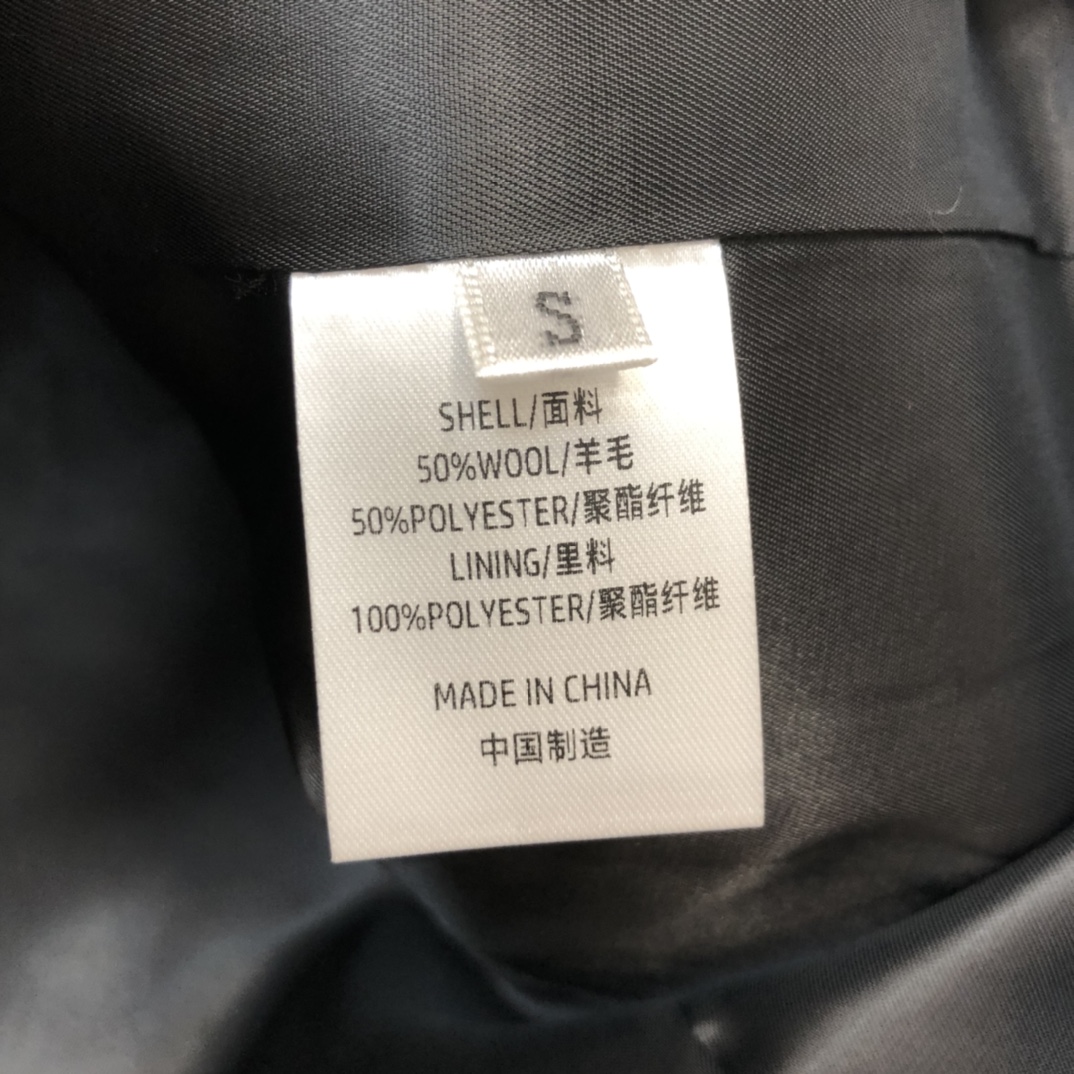 S
SHELL/面料
50%WOOL/羊毛
50%POLYESTER/聚酯纤维
LINING/里料
100%POLYESTER/聚酯纤维
MADE IN CHINA
中国制造